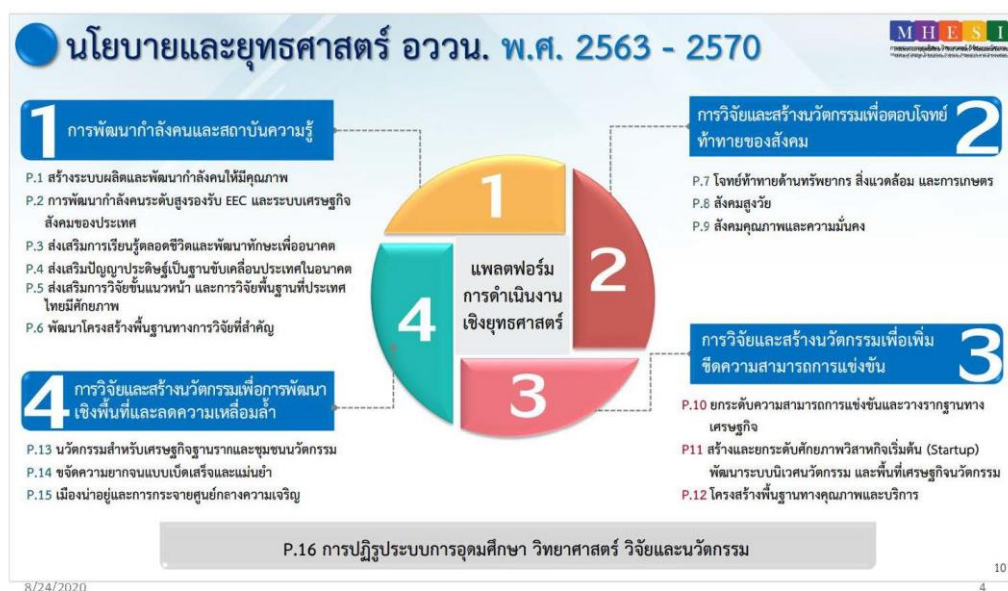 นโยบายและยุทธศาสตร์ อววน. พ.ศ. 2563 - 2570
M H E S I
1
การพัฒนากำลังคนและสถาบันความรู้
P.1 สร้างระบบผลิตและพัฒนากำลังคนให้มีคุณภาพ
P.2 การพัฒนากำลังระดับสูงรองรับ EEC และระบบเศรษฐกิจ
สังคมของประเทศ
P.3 ส่งเสริมการเรียนรู้ตลอดชีวิตและพัฒนาทักษะเพื่ออนาคต
P.4 ส่งเสริมปัญญาประดิษฐ์เป็นฐานขับเคลื่อนประเทศในอนาคต
P.5 ส่งเสริมการวิจัยขั้นแนวหน้า และการวิจัยพื้นฐานที่ประเทศ
ไทยมีศักยภาพ
P.6 พัฒนาโครงสร้างพื้นฐานทางการวิจัยที่สำคัญ
การวิจัยและสร้างนวัตกรรมเพื่อตอบโจทย์
ท้าทายของสังคม
2
P.7 โจทย์ท้าทายด้านทรัพยากร สิ่งแวดล้อม และการเกษตร
P.8 สังคมสูงวัย
P.9 สังคมคุณภาพและความมั่นคง
1
2
3
4
แพลตฟอร์ม
การดำเนินงาน
เชิงยุทธศาสตร์
การวิจัยและสร้างนวัตกรรมเพื่อเพิ่ม
ขีดความสามารถการแข่งขัน
3
P.10 ยกระดับความสามารถการแข่งขันและวางรากฐานทาง
เศรษฐกิจ
P11 สร้างและยกระดับศักยภาพวิสาหกิจเริ่มต้น (Startup)
พัฒนาระบบนิเวศนวัตกรรม และพื้นที่เศรษฐกิจนวัตกรรม
P.12 โครงสร้างพื้นฐานทางคุณภาพและบริการ
4
การวิจัยและสร้างนวัตกรรมเพื่อการพัฒนา
เชิงพื้นที่และลดความเหลื่อมล้ำ
P.13 นวัตกรรมสำหรับเศรษฐกิจฐานรากและชุมชนนวัตกรรม
P.14 ขจัดความยากจนแบบเบ็ดเสร็จและแม่นยำ
P.15 เมืองน่าอยู่และการกระจายศูนย์กลางความเจริญ
P.16 การปฏิรูประบบการอุดมศึกษา วิทยาศาสตร์ วิจัยและนวัตกรรม
10
8/24/2020
4